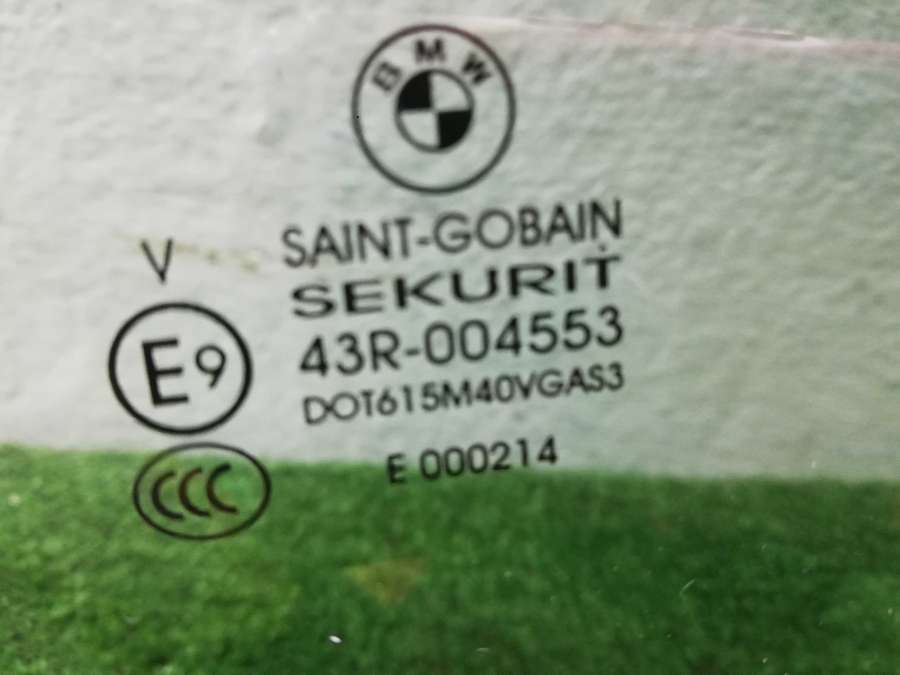 BMW
SAINT-GOBAIN
V
SEKURIT
43R-004553
E9
DOT615M40VGAS3
E 000214
CCC